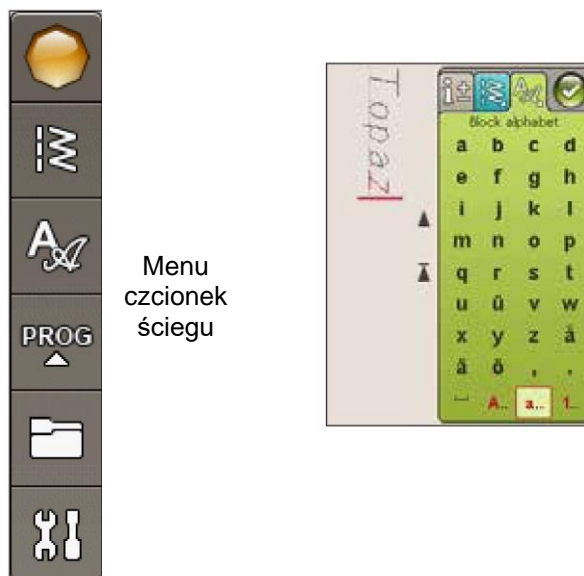 A A
PROG
Menu
czcionek
ściegu
Topaz
i ±
A A
Block alphabet
a b c d
e f g h
i j k l
m n o p
q r s t
u û v w
x y z å
ä ö , .
A.. a.. 1..